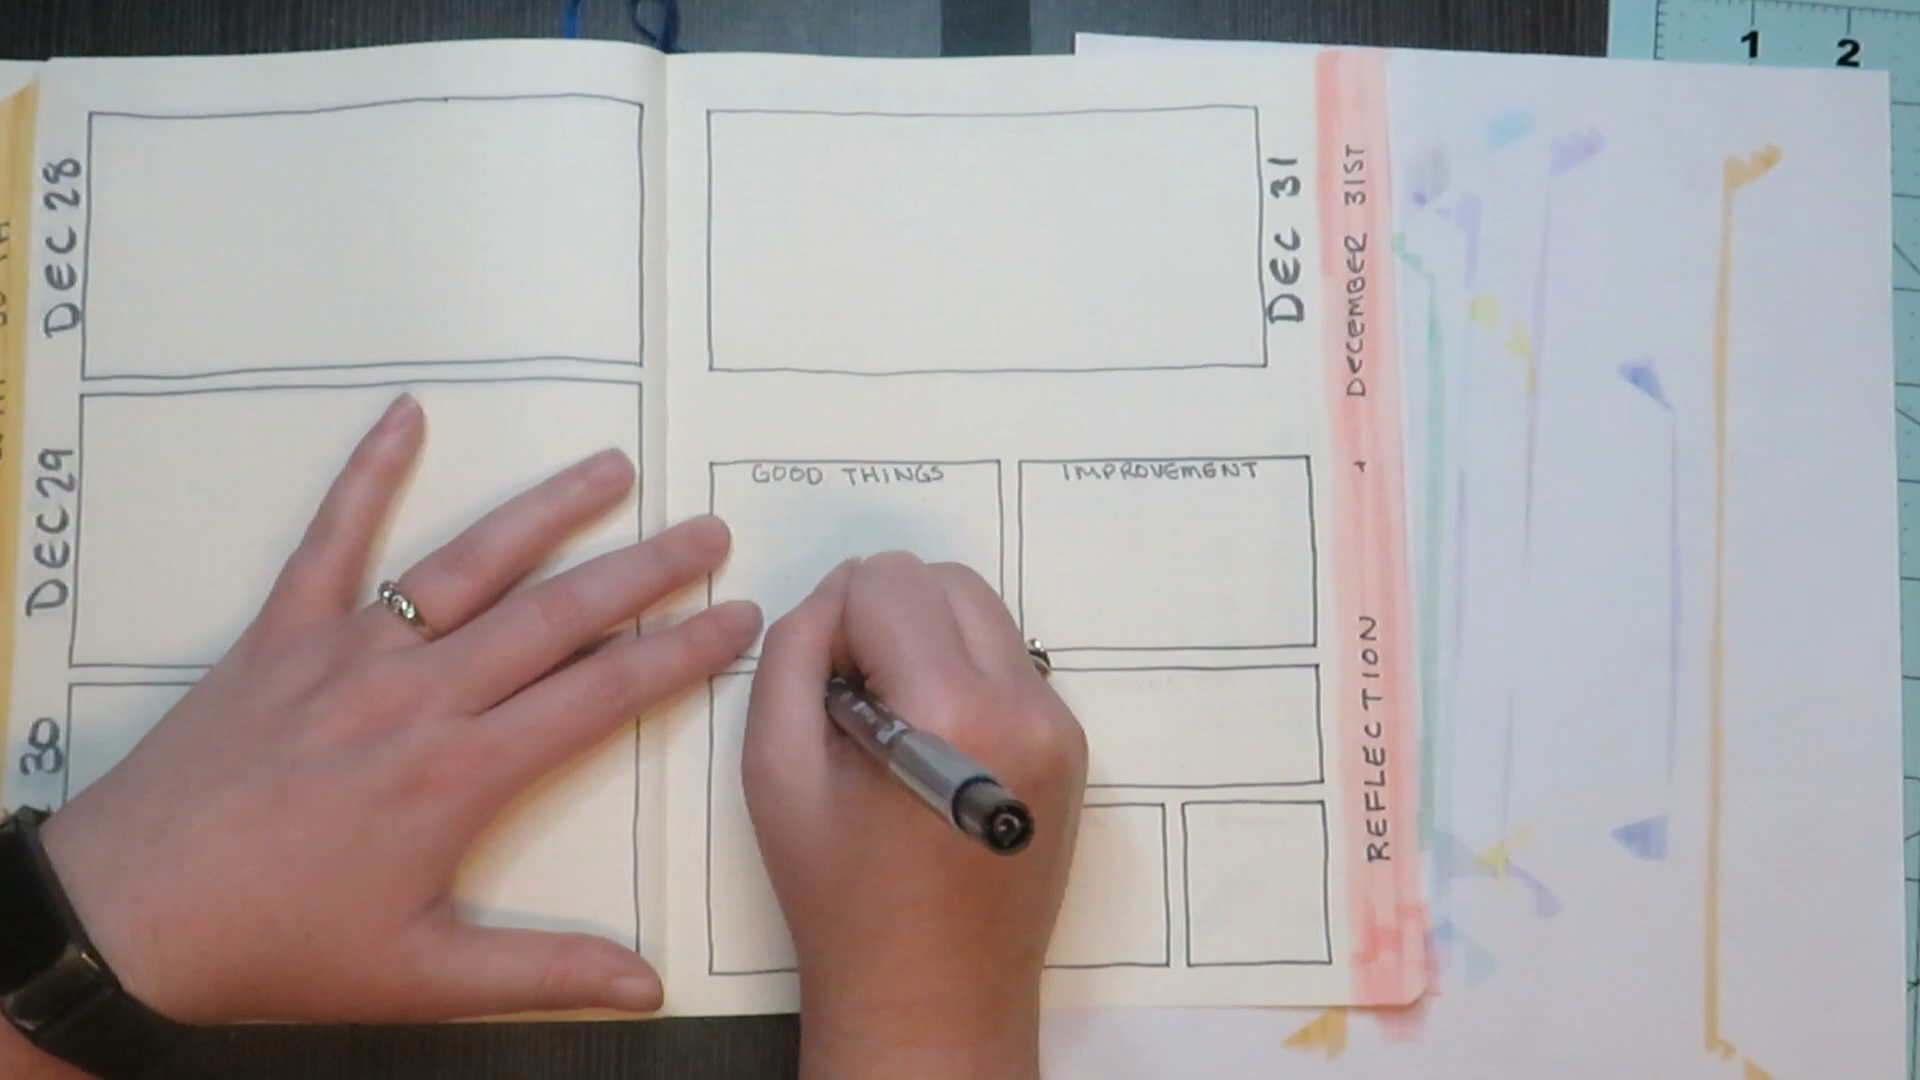 DEC 28
DEC 29
30
DEC 31
DECEMBER 31ST
REFLECTION
GOOD THINGS
IMPROVEMENT
1 2